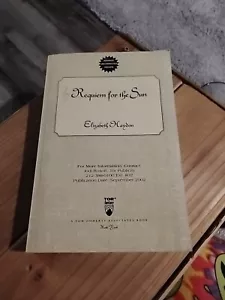 Requiem for the Sun
Elizabeth Haydon
For More Information, Contact
Publication Date: September 2002
TOR
A TOM DOHERTY ASSOCIATES BOOK
New York